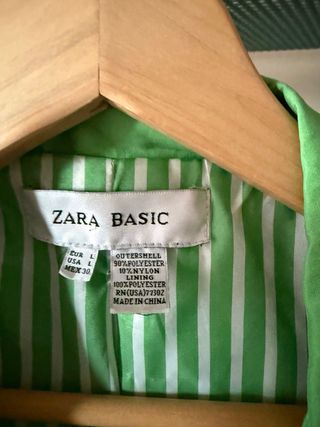 ZARA BASIC
EUR L
USA L
MEX 30
OUTERSHELL
90%POLYESTER
10%NYLON
LINING
100%POLYESTER
RN(USA)77302
MADE IN CHINA